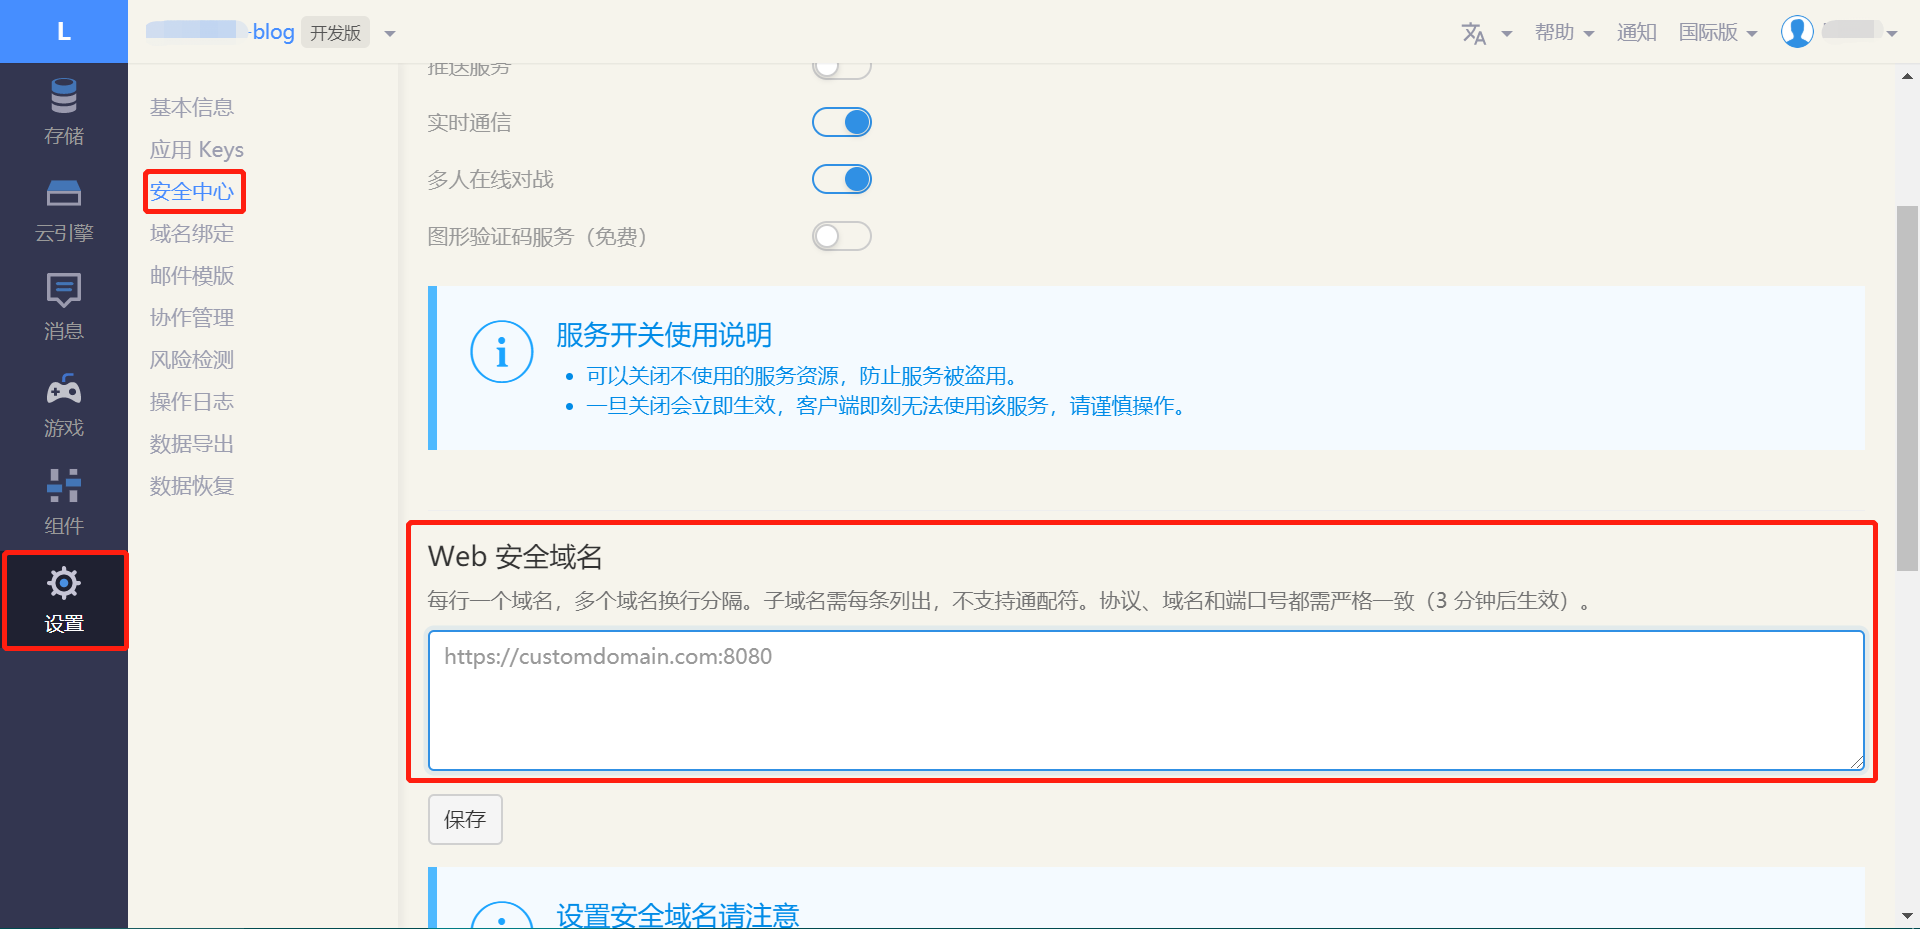 L
-blog 开发版
帮助
通知
国际版
存储
云引擎
消息
游戏
组件
设置
基本信息
应用 Keys
安全中心
域名绑定
邮件模版
协作管理
风险检测
操作日志
数据导出
数据恢复
推送服务
实时通信
多人在线对战
图形验证码服务（免费）
服务开关使用说明
可以关闭不使用的服务资源，防止服务被盗用。
一旦关闭会立即生效，客户端即刻无法使用该服务，请谨慎操作。
Web 安全域名
每行一个域名，多个域名换行分隔。子域名需每条列出，不支持通配符。协议、域名和端口号都需严格一致（3 分钟后生效）。
https://customdomain.com:8080
保存
设置安全域名请注意